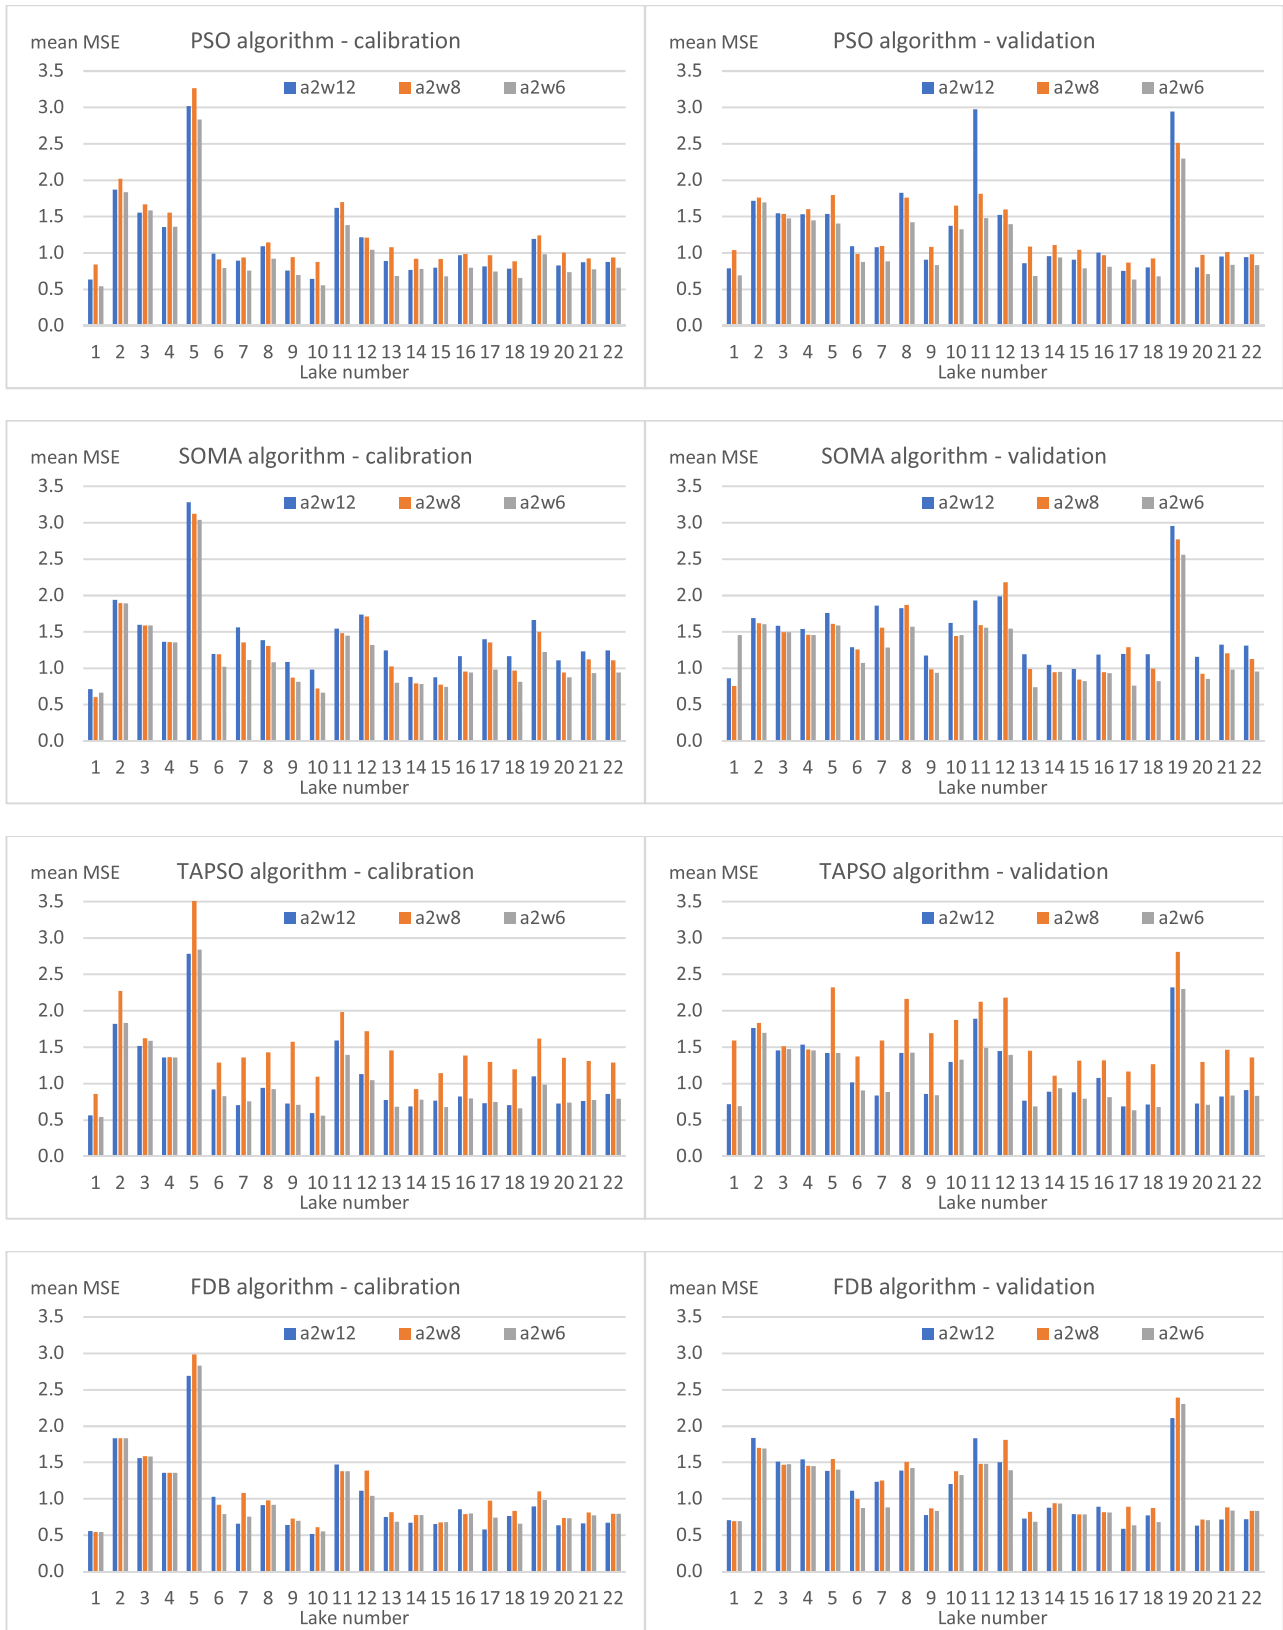 mean MSE PSO algorithm - calibration
3.5
a2w12 a2w8 a2w6
3.0
2.5
2.0
1.5
1.0
0.5
0.0
1 2 3 4 5 6 7 8 9 10 11 12 13 14 15 16 17 18 19 20 21 22
Lake number
mean MSE PSO algorithm - validation
3.5
a2w12 a2w8 a2w6
3.0
2.5
2.0
1.5
1.0
0.5
0.0
1 2 3 4 5 6 7 8 9 10 11 12 13 14 15 16 17 18 19 20 21 22
Lake number
mean MSE SOMA algorithm - calibration
3.5
a2w12 a2w8 a2w6
3.0
2.5
2.0
1.5
1.0
0.5
0.0
1 2 3 4 5 6 7 8 9 10 11 12 13 14 15 16 17 18 19 20 21 22
Lake number
mean MSE SOMA algorithm - validation
3.5
a2w12 a2w8 a2w6
3.0
2.5
2.0
1.5
1.0
0.5
0.0
1 2 3 4 5 6 7 8 9 10 11 12 13 14 15 16 17 18 19 20 21 22
Lake number
mean MSE TAPSO algorithm - calibration
3.5
a2w12 a2w8 a2w6
3.0
2.5
2.0
1.5
1.0
0.5
0.0
1 2 3 4 5 6 7 8 9 10 11 12 13 14 15 16 17 18 19 20 21 22
Lake number
mean MSE TAPSO algorithm - validation
3.5
a2w12 a2w8 a2w6
3.0
2.5
2.0
1.5
1.0
0.5
0.0
1 2 3 4 5 6 7 8 9 10 11 12 13 14 15 16 17 18 19 20 21 22
Lake number
mean MSE FDB algorithm - calibration
3.5
a2w12 a2w8 a2w6
3.0
2.5
2.0
1.5
1.0
0.5
0.0
1 2 3 4 5 6 7 8 9 10 11 12 13 14 15 16 17 18 19 20 21 22
Lake number
mean MSE FDB algorithm - validation
3.5
a2w12 a2w8 a2w6
3.0
2.5
2.0
1.5
1.0
0.5
0.0
1 2 3 4 5 6 7 8 9 10 11 12 13 14 15 16 17 18 19 20 21 22
Lake number